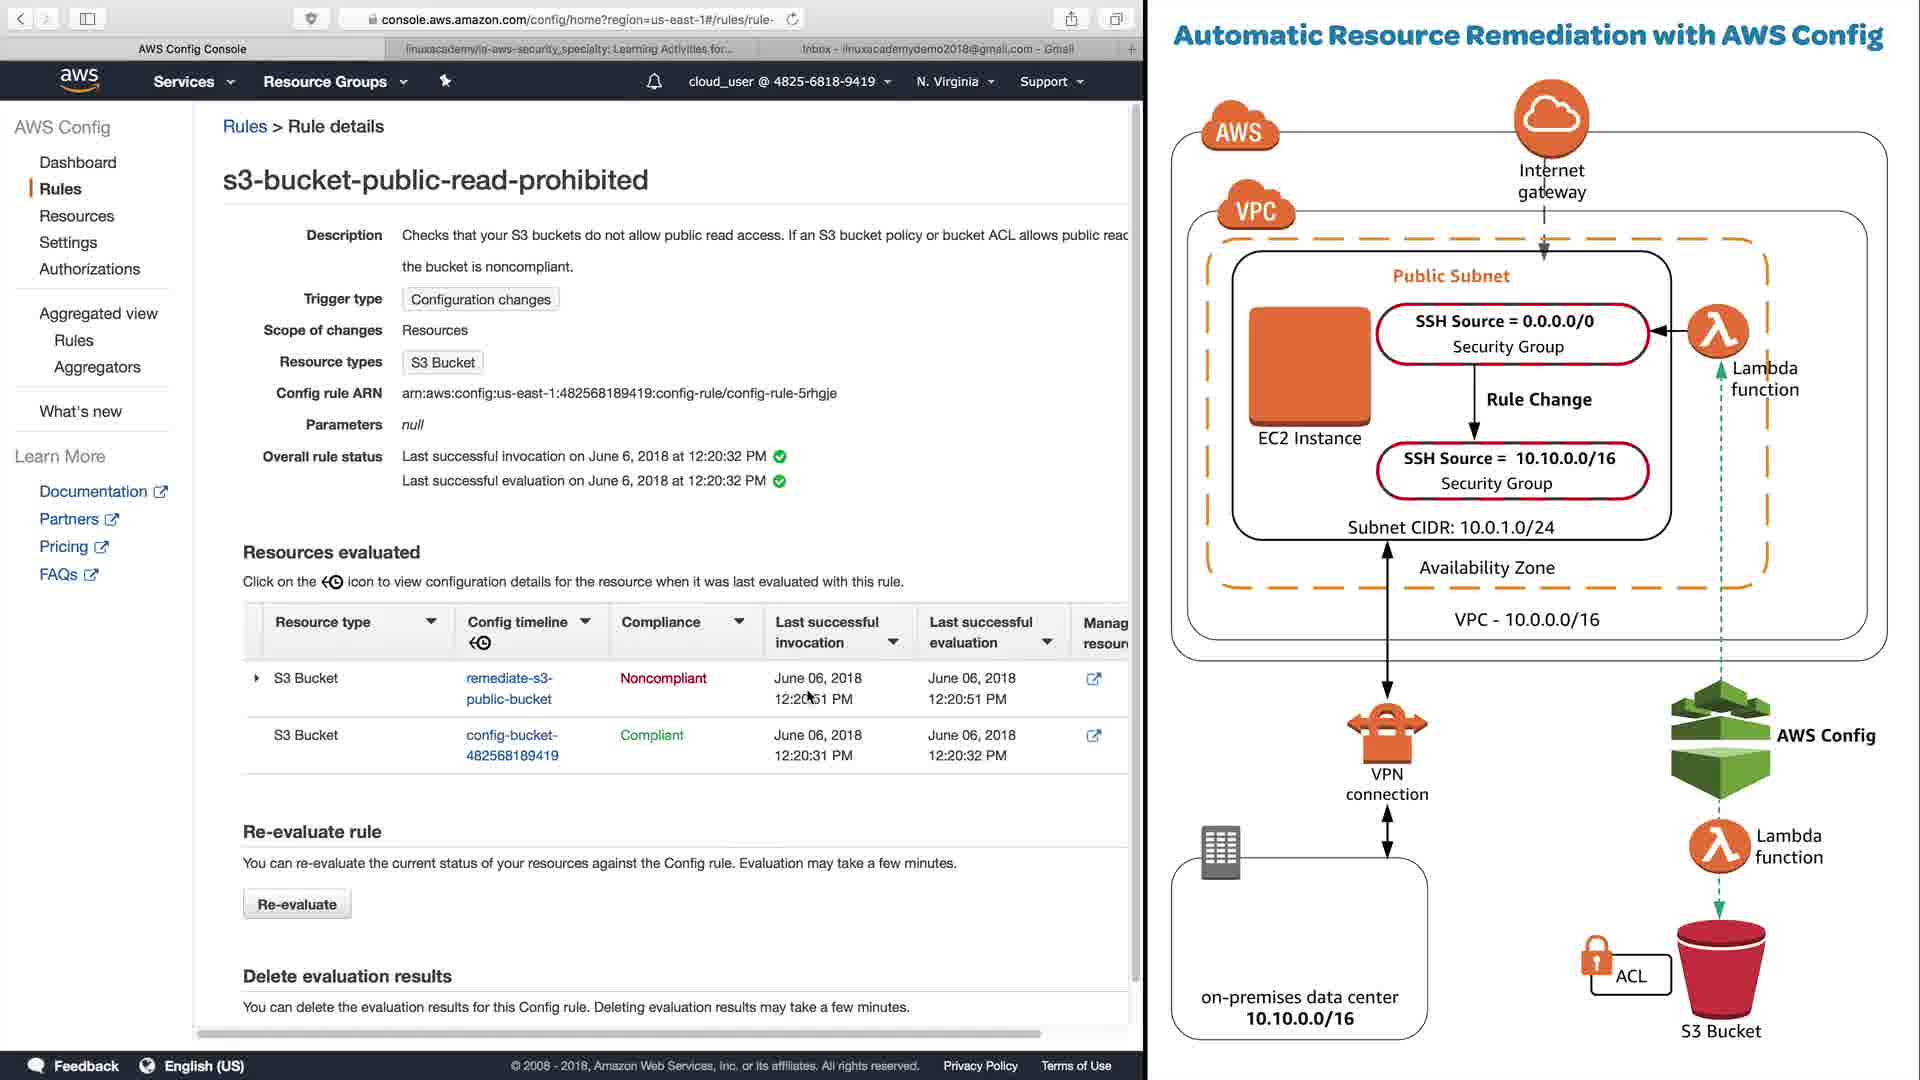 console.aws.amazon.com/config/home?region=us-east-1#/rules/rule-
AWS Config Console
linuxacademy/la-aws-security_specialty: Learning Activities for...
Inbox - linuxacademydemo2018@gmail.com - Gmail
aws
Services
Resource Groups
cloud_user @ 4825-6818-9419
N. Virginia
Support
AWS Config
Dashboard
Rules
Resources
Settings
Authorizations
Aggregated view
Rules
Aggregators
What's new
Learn More
Documentation
Partners
Pricing
FAQs
Rules > Rule details
s3-bucket-public-read-prohibited
Description Checks that your S3 buckets do not allow public read access. If an S3 bucket policy or bucket ACL allows public read
the bucket is noncompliant.
Trigger type Configuration changes
Scope of changes Resources
Resource types S3 Bucket
Config rule ARN arn:aws:config:us-east-1:482568189419:config-rule/config-rule-5rhgje
Parameters null
Overall rule status Last successful invocation on June 6, 2018 at 12:20:32 PM
Last successful evaluation on June 6, 2018 at 12:20:32 PM
Resources evaluated
Click on the icon to view configuration details for the resource when it was last evaluated with this rule.
Resource type Config timeline Compliance Last successful invocation Last successful evaluation Manag resour
S3 Bucket remediate-s3-public-bucket Noncompliant June 06, 2018 12:20:51 PM June 06, 2018 12:20:51 PM
S3 Bucket config-bucket-482568189419 Compliant June 06, 2018 12:20:31 PM June 06, 2018 12:20:32 PM
Re-evaluate rule
You can re-evaluate the current status of your resources against the Config rule. Evaluation may take a few minutes.
Re-evaluate
Delete evaluation results
You can delete the evaluation results for this Config rule. Deleting evaluation results may take a few minutes.
Feedback
English (US)
© 2008 - 2018, Amazon Web Services, Inc. or its affiliates. All rights reserved.
Privacy Policy
Terms of Use
Automatic Resource Remediation with AWS Config
AWS
Internet
gateway
VPC
Public Subnet
SSH Source = 0.0.0.0/0
Security Group
Lambda
function
Rule Change
EC2 Instance
SSH Source = 10.10.0.0/16
Security Group
Subnet CIDR: 10.0.1.0/24
Availability Zone
VPC - 10.0.0.0/16
AWS Config
VPN
connection
Lambda
function
ACL
on-premises data center
10.10.0.0/16
S3 Bucket